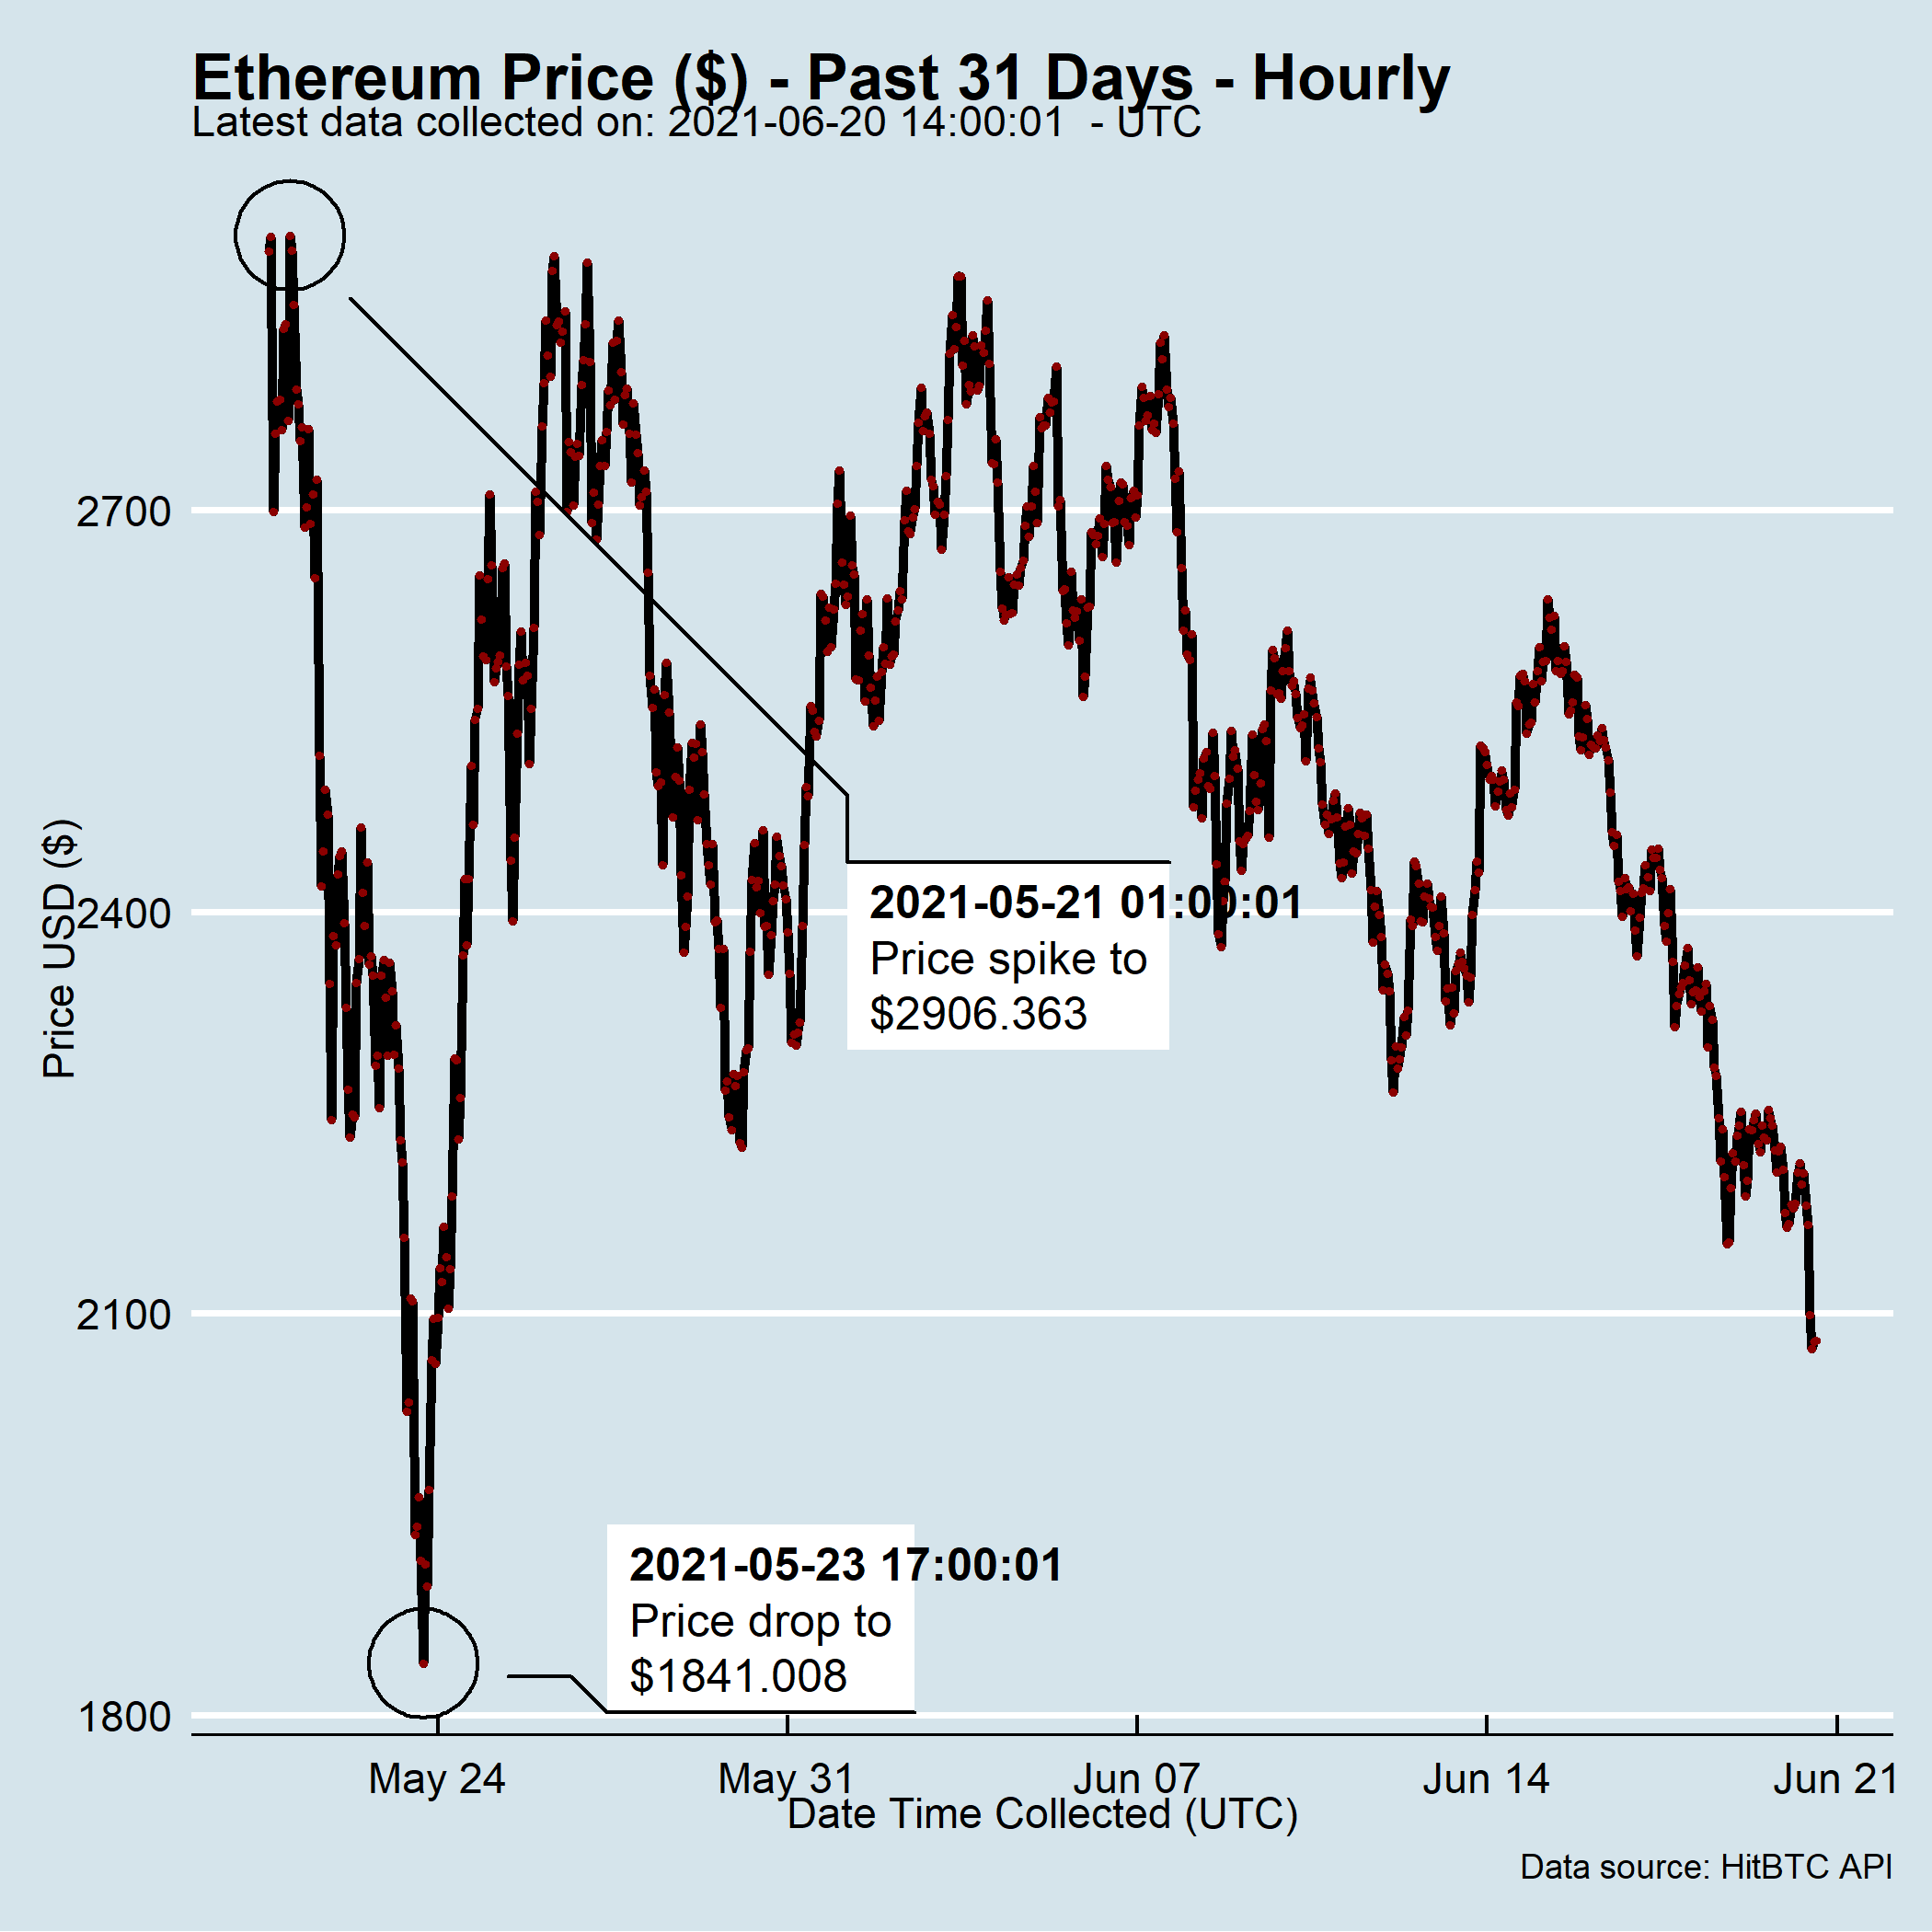 Ethereum Price ($) - Past 31 Days - Hourly
Latest data collected on: 2021-06-20 14:00:01  - UTC
Price USD ($)
2700
2400
2100
1800
2021-05-21 01:00:01
Price spike to
$2906.363
2021-05-23 17:00:01
Price drop to
$1841.008
May 24
May 31
Jun 07
Jun 14
Jun 21
Date Time Collected (UTC)
Data source: HitBTC API